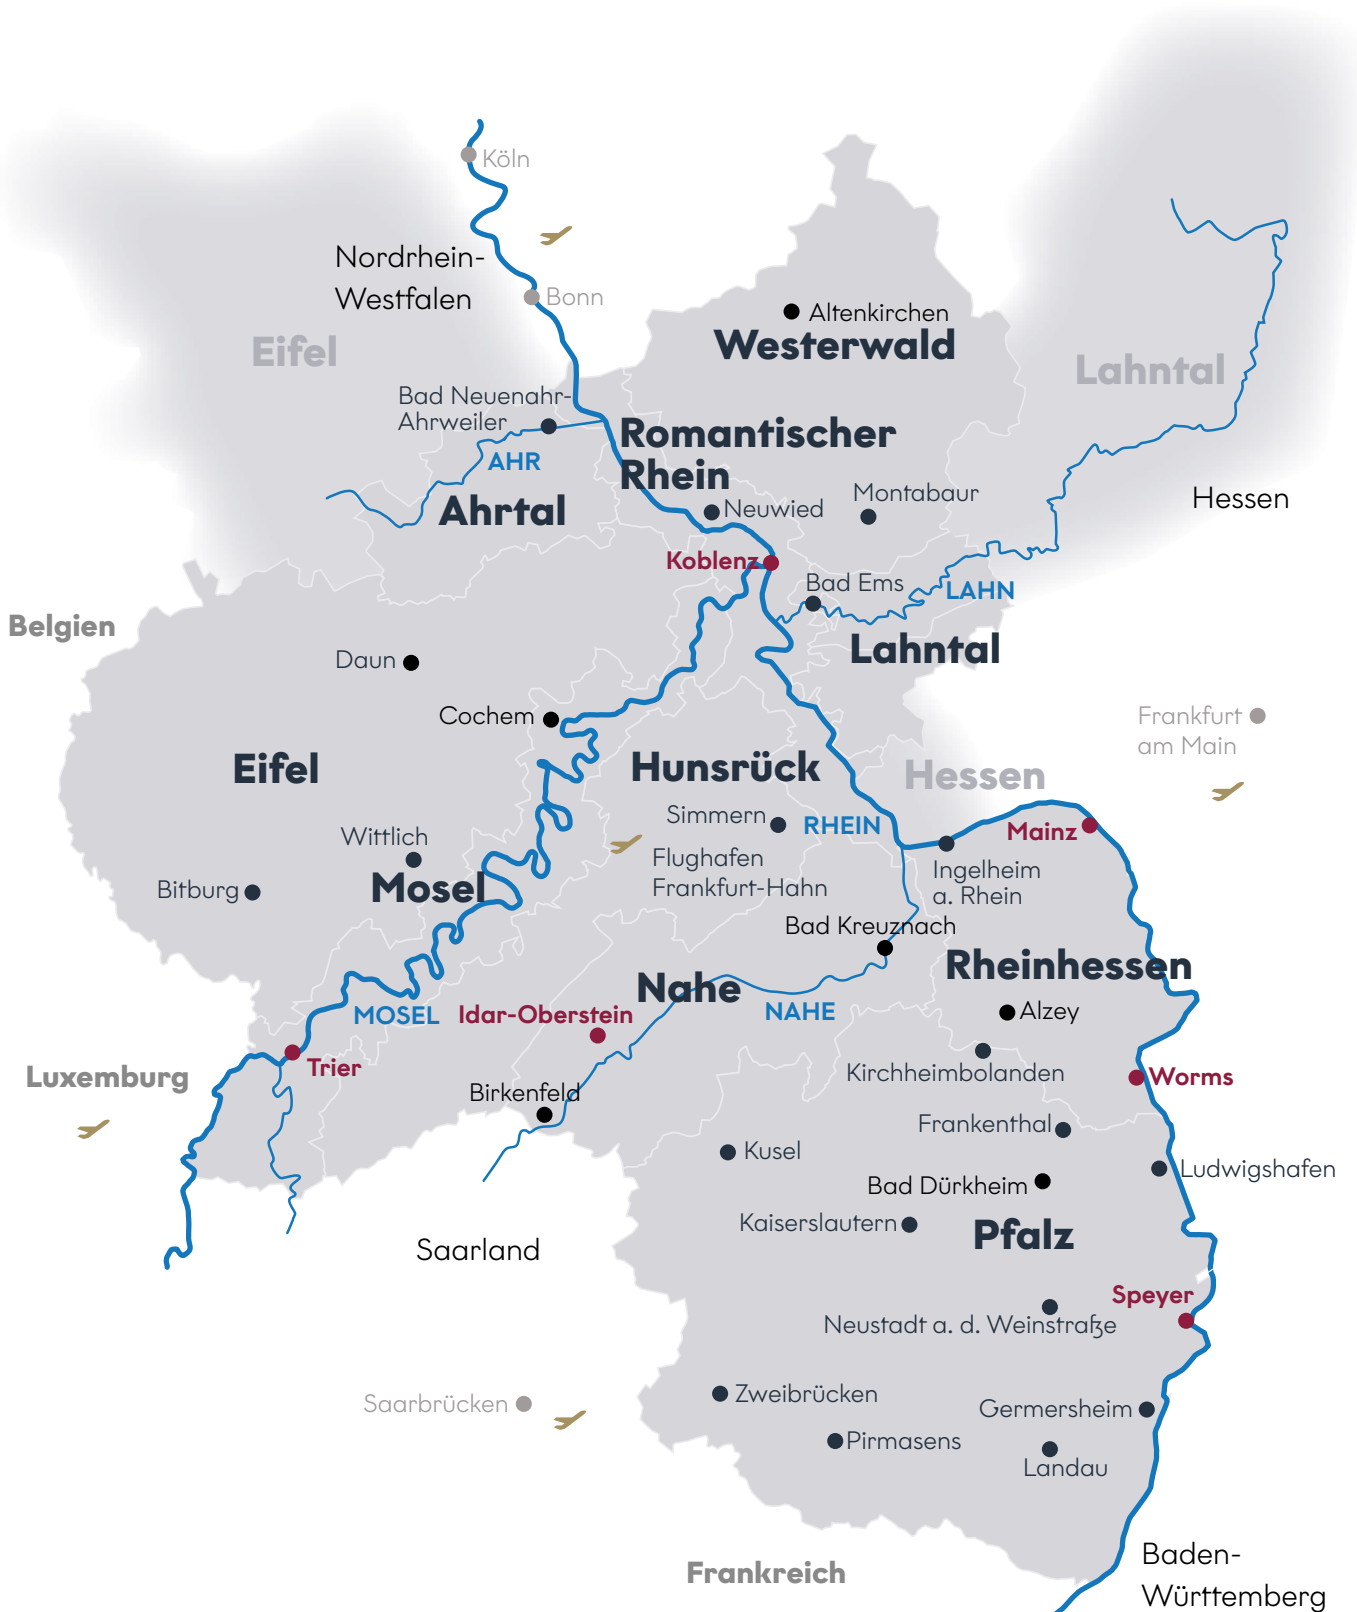 Köln
Nordrhein-
Westfalen
Bonn
Altenkirchen
Westerwald
Eifel
Lahntal
Bad Neuenahr-
Ahrweiler
AHR
Romantischer
Rhein
Ahrtal
Neuwied
Montabaur
Hessen
Koblenz
Bad Ems
LAHN
Belgien
Lahntal
Daun
Cochem
Frankfurt
am Main
Eifel
Hunsrück
Hessen
Simmern
RHEIN
Mainz
Wittlich
Flughafen
Frankfurt-Hahn
Ingelheim
a. Rhein
Bitburg
Mosel
Bad Kreuznach
Rheinhessen
Nahe
MOSEL
Idar-Oberstein
NAHE
Alzey
Trier
Luxemburg
Kirchheimbolanden
Worms
Birkenfeld
Frankenthal
Kusel
Ludwigshafen
Bad Dürkheim
Kaiserslautern
Pfalz
Saarland
Speyer
Neustadt a. d. Weinstraße
Saarbrücken
Zweibrücken
Germersheim
Pirmasens
Landau
Frankreich
Baden-
Württemberg